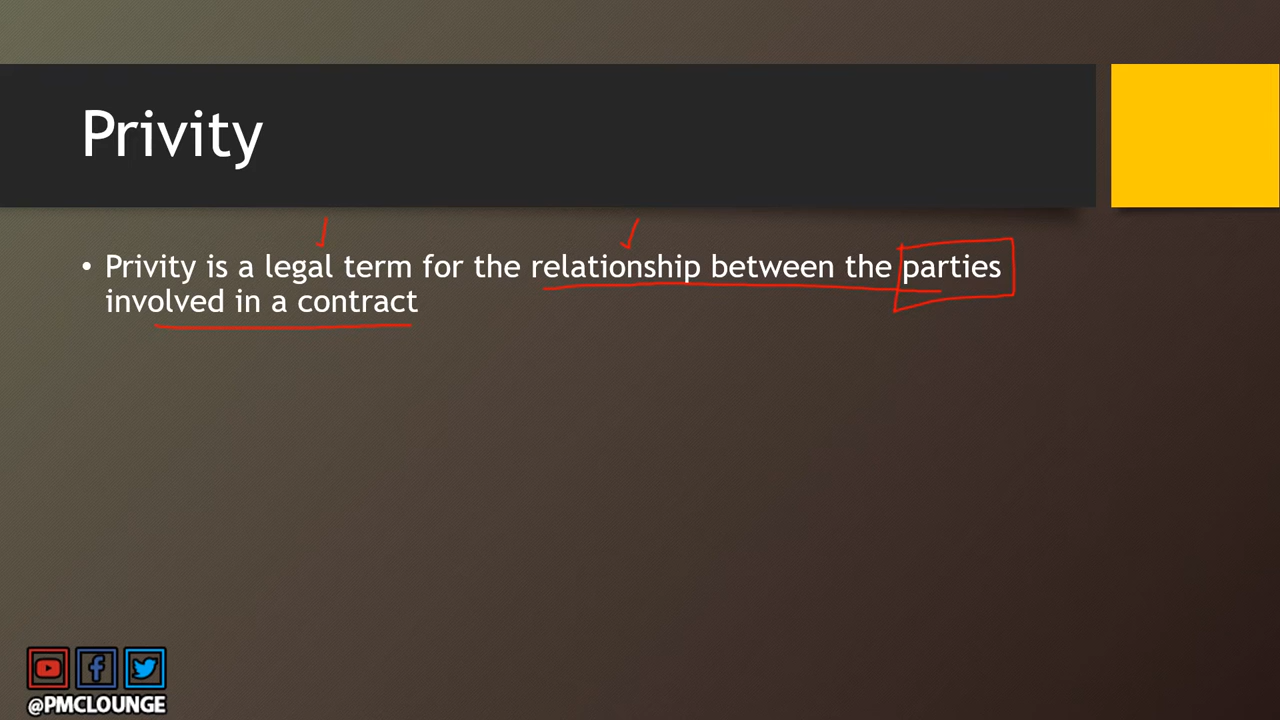 Privity
• Privity is a legal term for the relationship between the parties
involved in a contract
@PMCLOUNGE